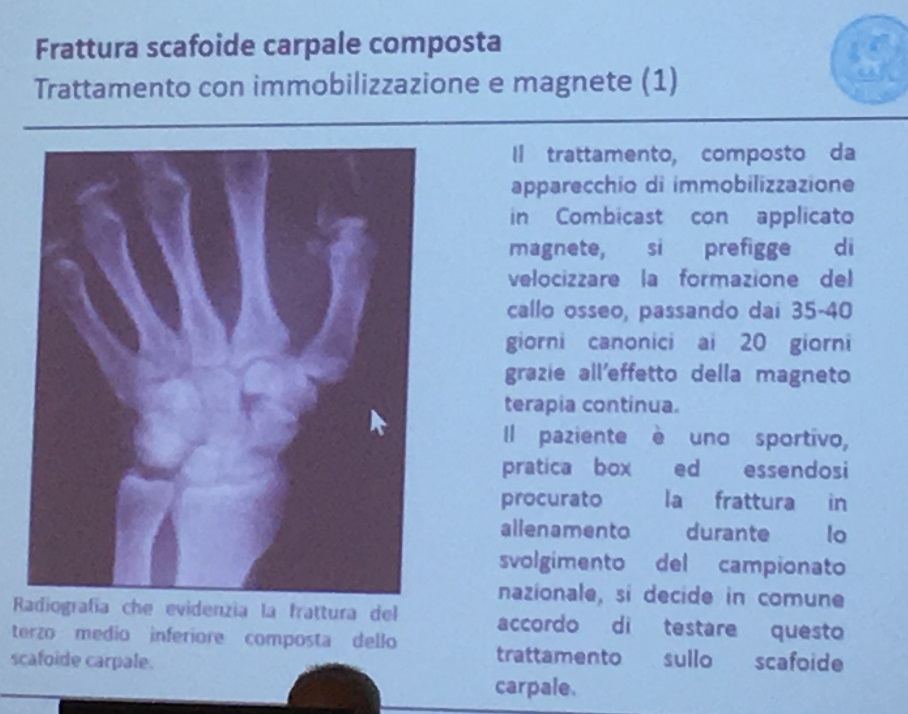 Frattura scafoide carpale composta
Trattamento con immobilizzazione e magnete (1)
Il trattamento, composto da
apparecchio di immobilizzazione
in Combicast con applicato
magnete, si prefigge di
velocizzare la formazione del
callo osseo, passando dai 35-40
giorni canonici ai 20 giorni
grazie all'effetto della magneto
terapia continua.
Il paziente è uno sportivo,
pratica box ed essendosi
procurato la frattura in
allenamento durante lo
svolgimento del campionato
nazionale, si decide in comune
accordo di testare questo
trattamento sullo scafoide
carpale.
Radiografia che evidenzia la frattura del
terzo medio inferiore composta dello
scafoide carpale.